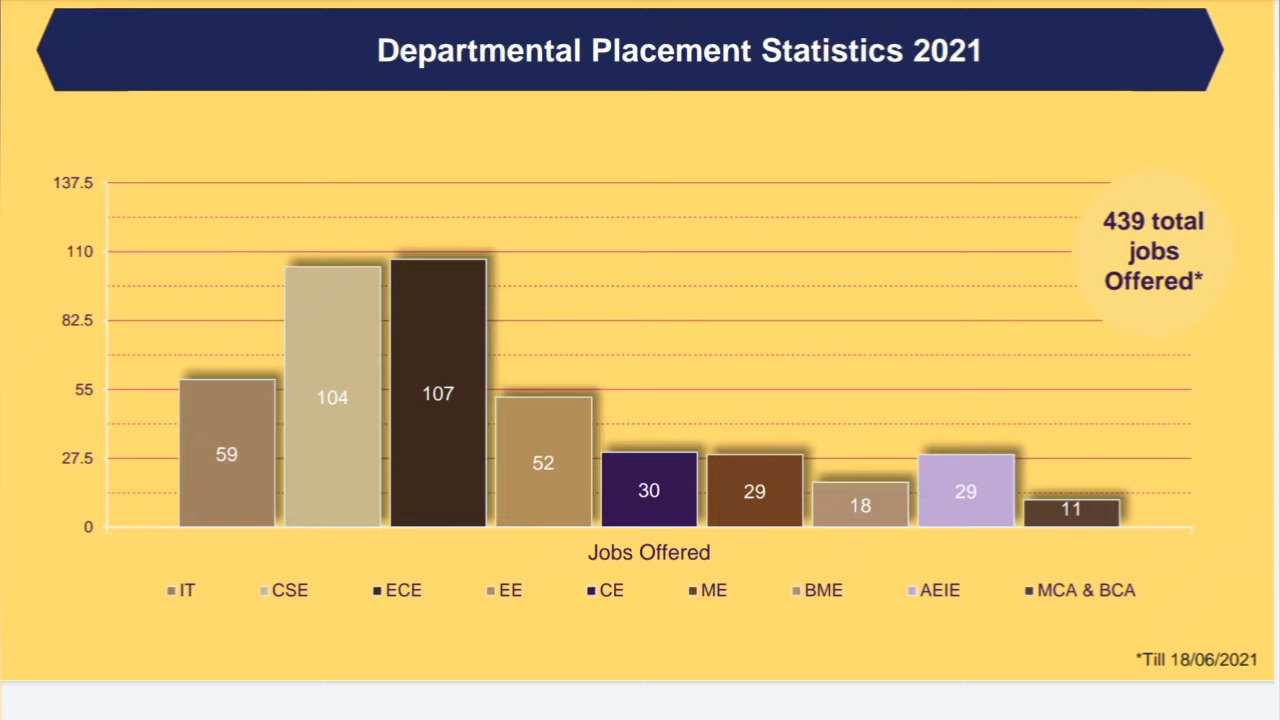 Departmental Placement Statistics 2021
137.5
110
82.5
55
27.5
0
439 total
jobs
Offered*
59
104
107
52
30
29
18
29
11
Jobs Offered
IT CSE ECE EE CE ME BME AEIE MCA & BCA
*Till 18/06/2021